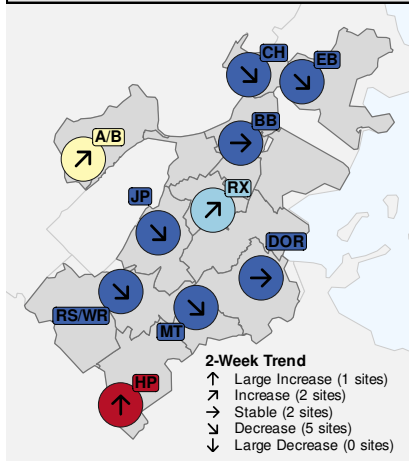 CH
EB
BB
A/B
RX
JP
DOR
RS/WR
MT
HP
2-Week Trend
↑ Large Increase (1 sites)
↗ Increase (2 sites)
→ Stable (2 sites)
↘ Decrease (5 sites)
↓ Large Decrease (0 sites)